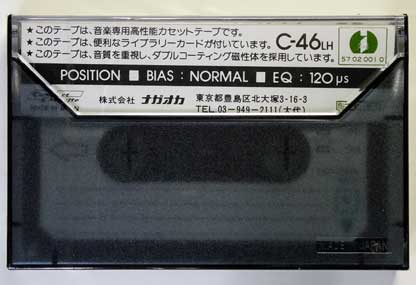 ★このテープは、音楽専用高性能カセットテープです。
★このテープは、便利なライブラリーカードが付いています。
★このテープは、音質を重視し、ダブルコーティング磁性体を採用しています。
C-46LH
57020010
POSITION ■ BIAS : NORMAL ■ EQ : 120μs
株式会社 ナガオカ
東京都豊島区北大塚3-16-3
TEL.03-949-2111(大代)
MADE IN JAPAN